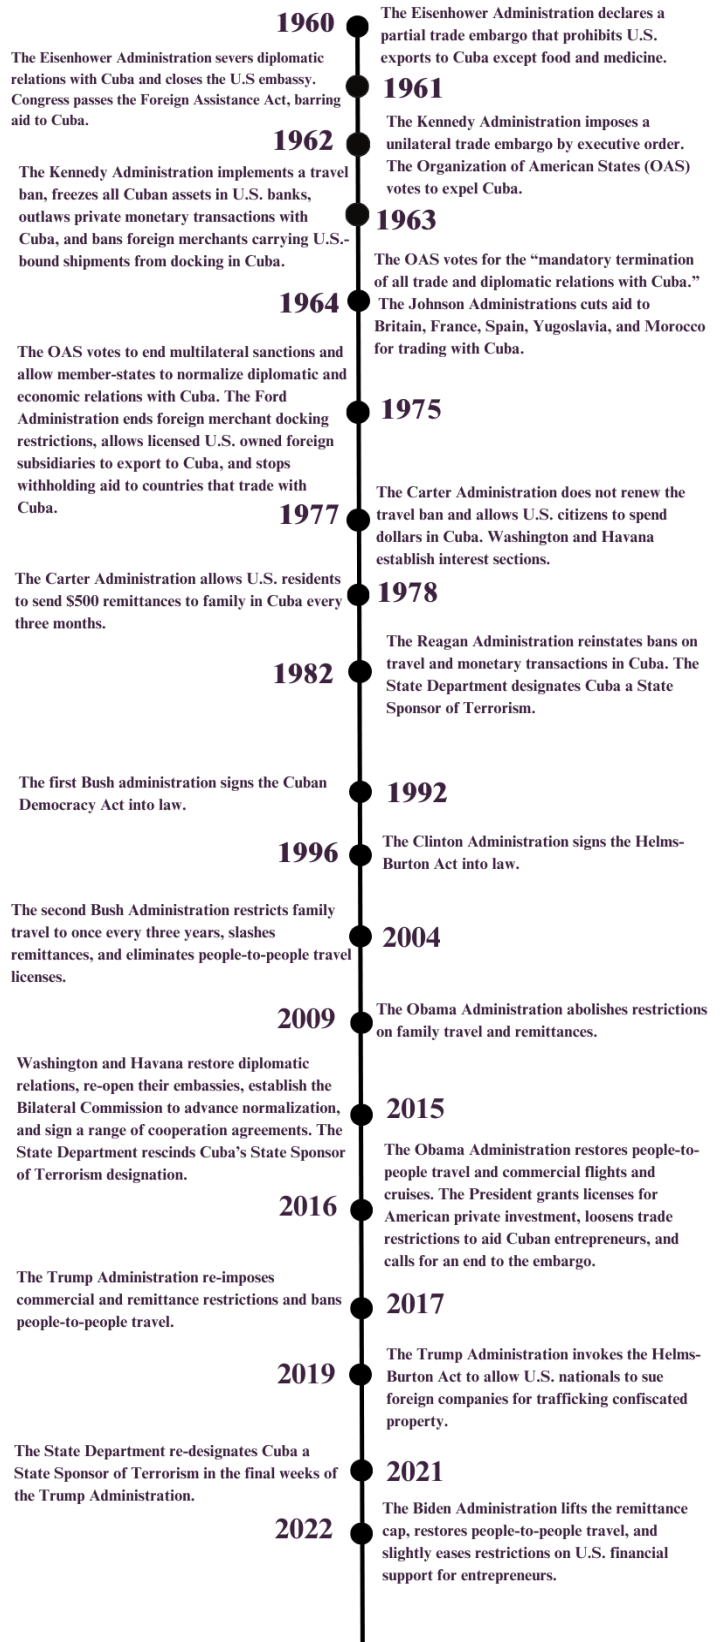 1960
The Eisenhower Administration declares a
partial trade embargo that prohibits U.S.
exports to Cuba except food and medicine.
1961
The Eisenhower Administration severs diplomatic
relations with Cuba and closes the U.S embassy.
Congress passes the Foreign Assistance Act, barring
aid to Cuba.
1962
The Kennedy Administration imposes a
unilateral trade embargo by executive order.
The Organization of American States (OAS)
votes to expel Cuba.
1963
The Kennedy Administration implements a travel
ban, freezes all Cuban assets in U.S. banks,
outlaws private monetary transactions with
Cuba, and bans foreign merchants carrying U.S.-
bound shipments from docking in Cuba.
1964
The OAS votes for the “mandatory termination
of all trade and diplomatic relations with Cuba.”
The Johnson Administrations cuts aid to
Britain, France, Spain, Yugoslavia, and Morocco
for trading with Cuba.
1975
The OAS votes to end multilateral sanctions and
allow member-states to normalize diplomatic and
economic relations with Cuba. The Ford
Administration ends foreign merchant docking
restrictions, allows licensed U.S. owned foreign
subsidiaries to export to Cuba, and stops
withholding aid to countries that trade with
Cuba.
1977
The Carter Administration does not renew the
travel ban and allows U.S. citizens to spend
dollars in Cuba. Washington and Havana
establish interest sections.
1978
The Carter Administration allows U.S. residents
to send $500 remittances to family in Cuba every
three months.
1982
The Reagan Administration reinstates bans on
travel and monetary transactions in Cuba. The
State Department designates Cuba a State
Sponsor of Terrorism.
1992
The first Bush administration signs the Cuban
Democracy Act into law.
1996
The Clinton Administration signs the Helms-
Burton Act into law.
2004
The second Bush Administration restricts family
travel to once every three years, slashes
remittances, and eliminates people-to-people travel
licenses.
2009
The Obama Administration abolishes restrictions
on family travel and remittances.
2015
Washington and Havana restore diplomatic
relations, re-open their embassies, establish the
Bilateral Commission to advance normalization,
and sign a range of cooperation agreements. The
State Department rescinds Cuba’s State Sponsor
of Terrorism designation.
2016
The Obama Administration restores people-to-
people travel and commercial flights and
cruises. The President grants licenses for
American private investment, loosens trade
restrictions to aid Cuban entrepreneurs, and
calls for an end to the embargo.
2017
The Trump Administration re-imposes
commercial and remittance restrictions and bans
people-to-people travel.
2019
The Trump Administration invokes the Helms-
Burton Act to allow U.S. nationals to sue
foreign companies for trafficking confiscated
property.
2021
The State Department re-designates Cuba a
State Sponsor of Terrorism in the final weeks of
the Trump Administration.
2022
The Biden Administration lifts the remittance
cap, restores people-to-people travel, and
slightly eases restrictions on U.S. financial
support for entrepreneurs.